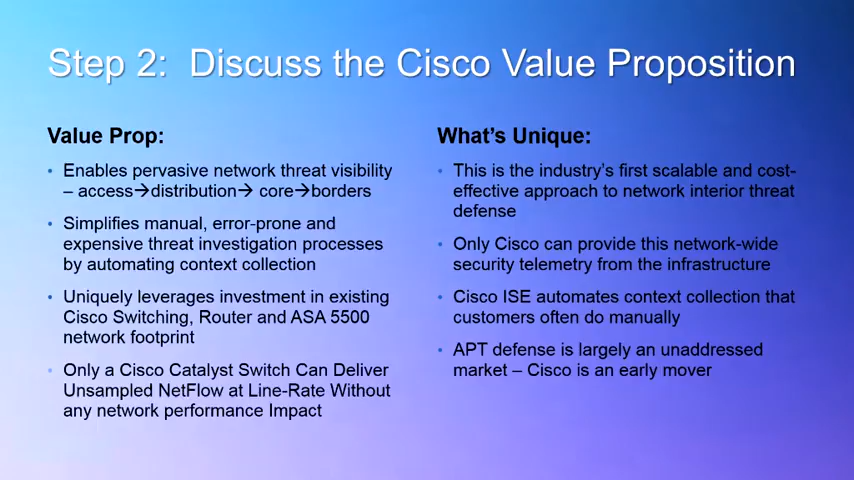 Step 2: Discuss the Cisco Value Proposition
Value Prop:
• Enables pervasive network threat visibility
– access→distribution→ core→borders
• Simplifies manual, error-prone and
expensive threat investigation processes
by automating context collection
• Uniquely leverages investment in existing
Cisco Switching, Router and ASA 5500
network footprint
• Only a Cisco Catalyst Switch Can Deliver
Unsampled NetFlow at Line-Rate Without
any network performance Impact
What’s Unique:
• This is the industry’s first scalable and cost-
effective approach to network interior threat
defense
• Only Cisco can provide this network-wide
security telemetry from the infrastructure
• Cisco ISE automates context collection that
customers often do manually
• APT defense is largely an unaddressed
market – Cisco is an early mover